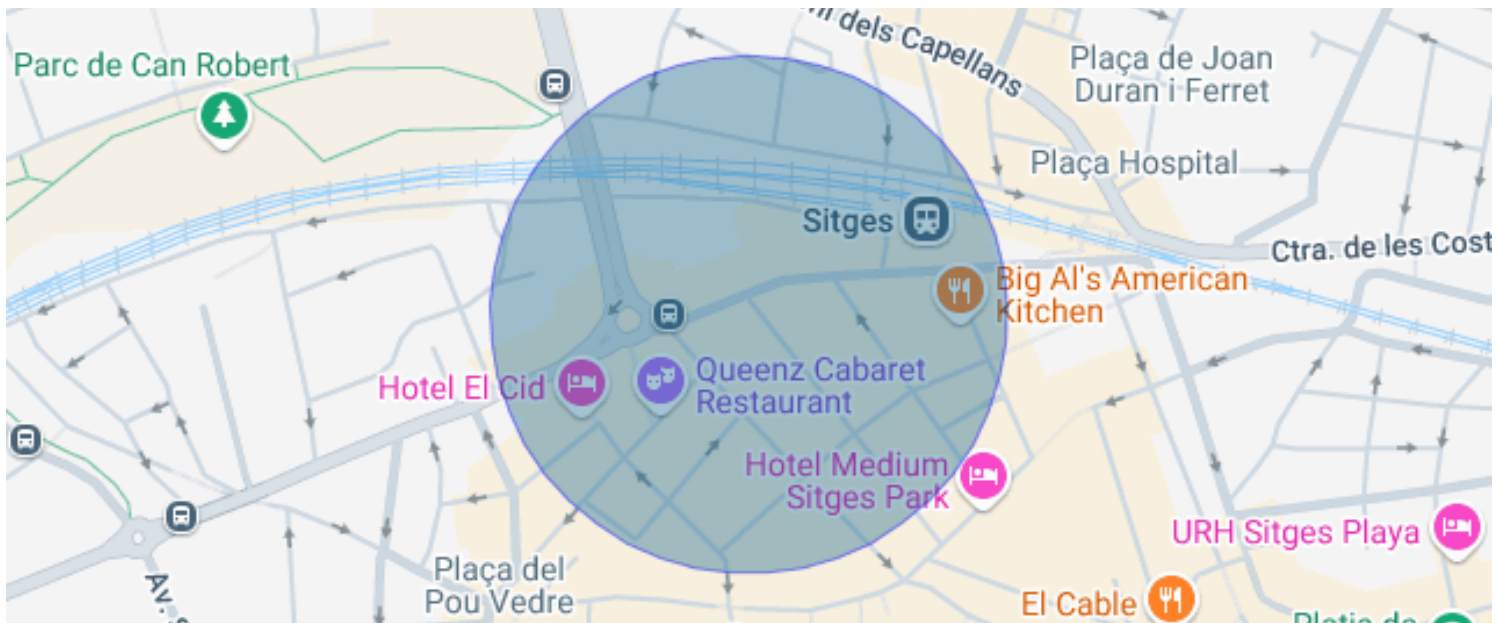 Parc de Can Robert
dels Capellans
Plaça de Joan
Duran i Ferret
Plaça Hospital
Sitges
Ctra. de les Cost
Big Al's American
Kitchen
Hotel El Cid
Queenz Cabaret
Restaurant
Hotel Medium
Sitges Park
URH Sitges Playa
Plaça del
Pou Vedre
Av.
El Cable
Platja de